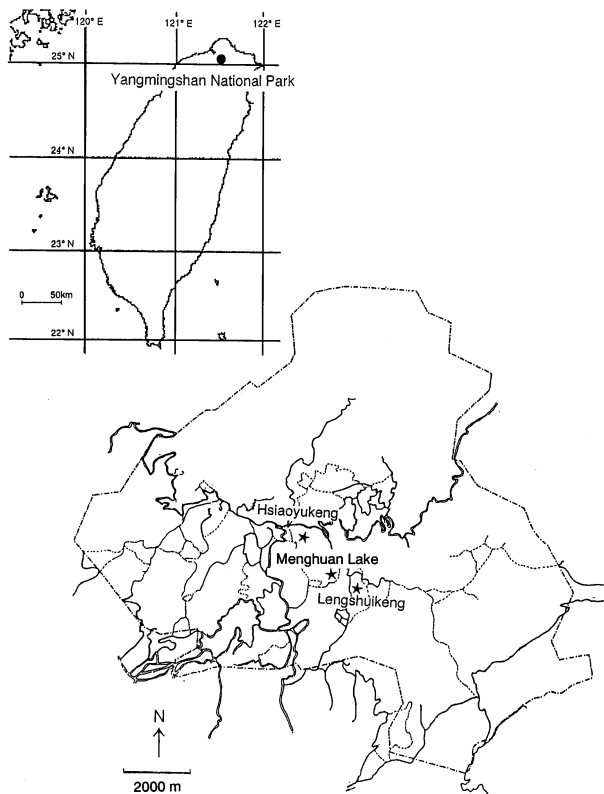 120° E
121° E
122° E
25° N
Yangmingshan National Park
24° N
23° N
0 50km
22° N
Hsiaoyukeng
Menghuan Lake
Lengshuikeng
N
2000 m